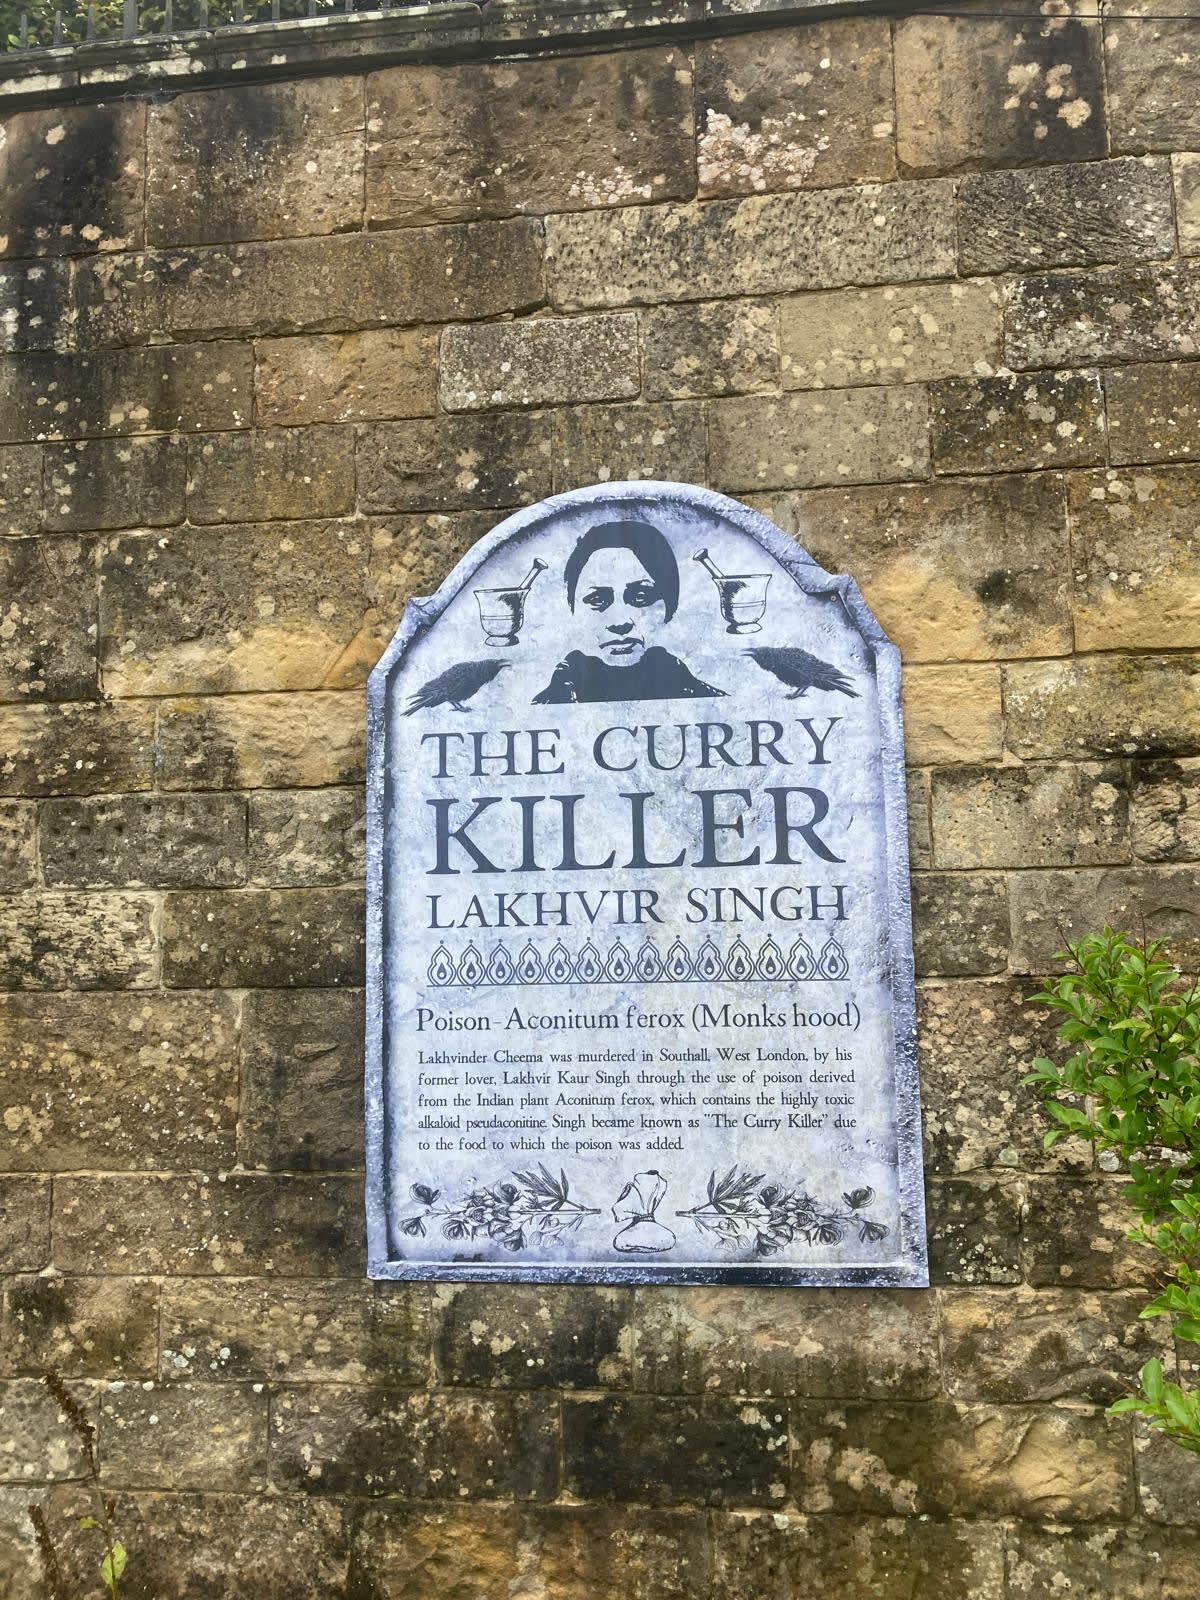 THE CURRY
KILLER
LAKHVIR SINGH
Poison-Aconitum ferox (Monks hood)
Lakhvinder Cheema was murdered in Southall, West London, by his
former lover, Lakhvir Kaur Singh through the use of poison derived
from the Indian plant Aconitum ferox, which contains the highly toxic
alkaloid pseudaconitine. Singh became known as "The Curry Killer" due
to the food to which the poison was added.